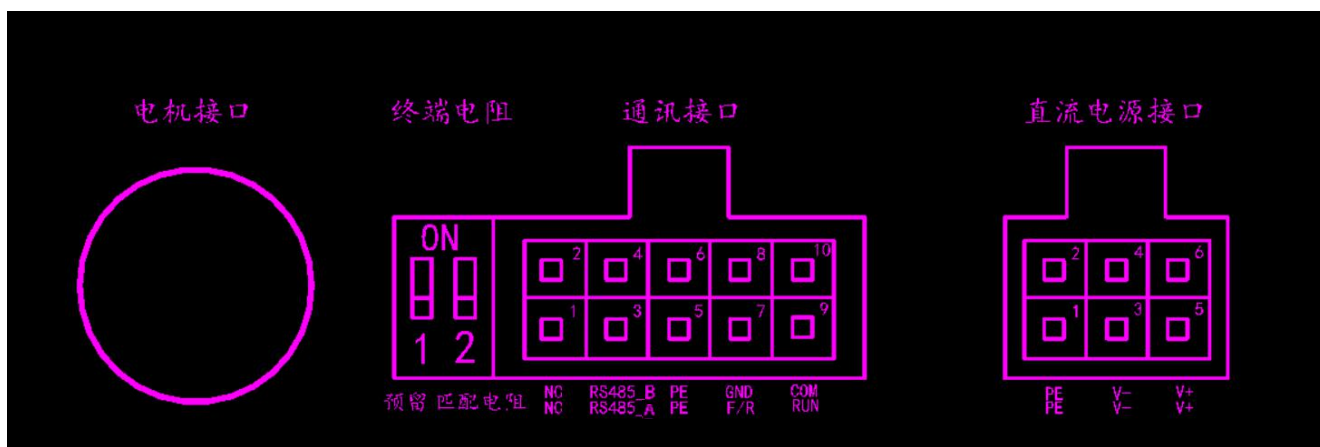 电机接口 终端电阻 通讯接口 直流电源接口
ON
2 4 6 8 10 2 4 6
1 3 5 7 9 1 3 5
1 2
预留 匹配电阻
NC RS485_B PE GND COM PE V- V+
NC RS485_A PE F/R RUN PE V- V+